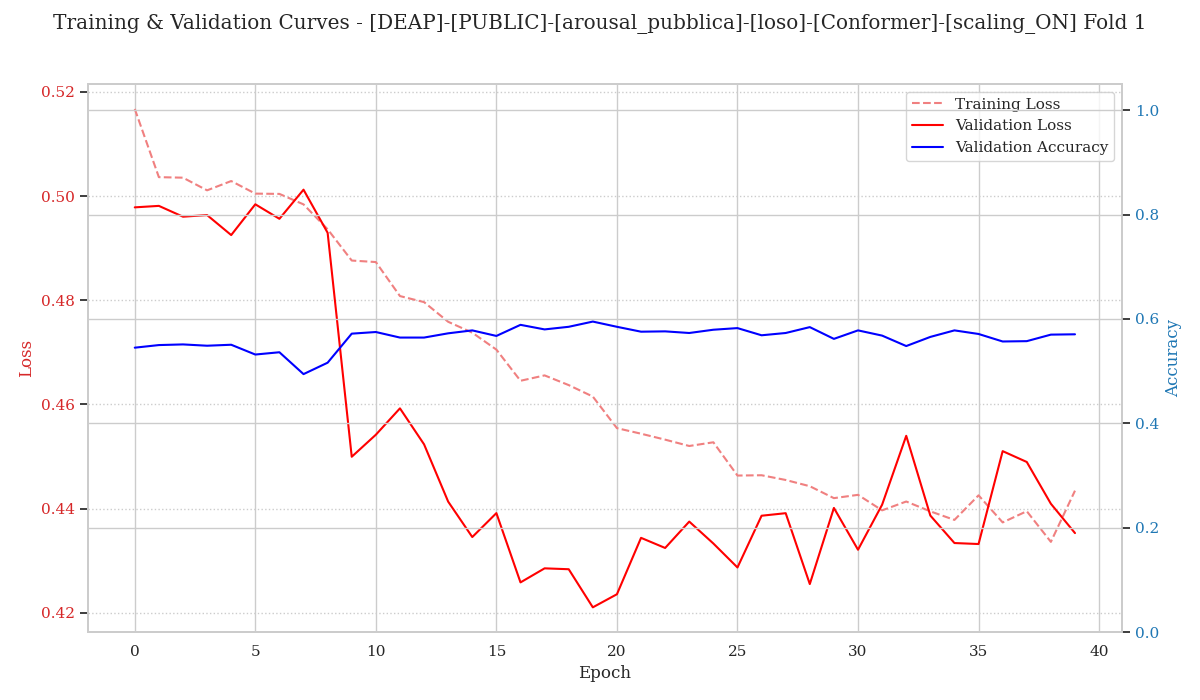 Training & Validation Curves - [DEAP]-[PUBLIC]-[arousal_pubblica]-[loso]-[Conformer]-[scaling_ON] Fold 1
Training Loss
Validation Loss
Validation Accuracy
0.52
0.50
0.48
0.46
0.44
0.42
Loss
1.0
0.8
0.6
0.4
0.2
0.0
Accuracy
0 5 10 15 20 25 30 35 40
Epoch